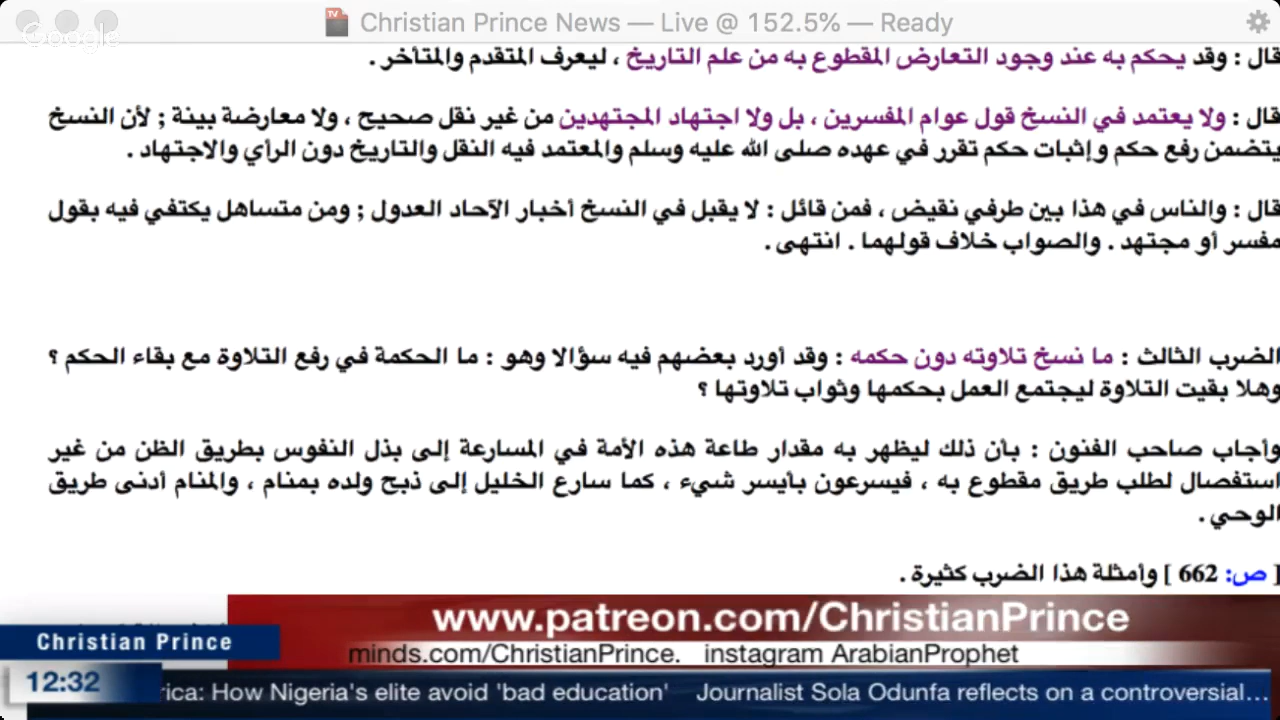 Christian Prince News — Live @ 152.5% — Ready
Google
قال : وقد يحكم به عند وجود التعارض المقطوع به من علم التاريخ ، ليعرف المتقدم والمتأخر .
قال : ولا يعتمد في النسخ قول عوام المفسرين ، بل ولا اجتهاد المجتهدين من غير نقل صحيح ، ولا معارضة بينة ; لأن النسخ
يتضمن رفع حكم وإثبات حكم تقرر في عهده صلى الله عليه وسلم والمعتمد فيه النقل والتاريخ دون الرأي والاجتهاد .
قال : والناس في هذا بين طرفي نقيض ، فمن قائل : لا يقبل في النسخ أخبار الآحاد العدول ; ومن متساهل يكتفي فيه بقول
مفسر أو مجتهد . والصواب خلاف قولهما . انتهى .
الضرب الثالث : ما نسخ تلاوته دون حكمه : وقد أورد بعضهم فيه سؤالا وهو : ما الحكمة في رفع التلاوة مع بقاء الحكم ؟
وهلا بقيت التلاوة ليجتمع العمل بحكمها وثواب تلاوتها ؟
وأجاب صاحب الفنون : بأن ذلك ليظهر به مقدار طاعة هذه الأمة في المسارعة إلى بذل النفوس بطريق الظن من غير
استفصال لطلب طريق مقطوع به ، فيسرعون بأيسر شيء ، كما سارع الخليل إلى ذبح ولده بمنام ، والمنام أدنى طريق
الوحي .
[ ص: 662 ] وأمثلة هذا الضرب كثيرة .
www.patreon.com/ChristianPrince
Christian Prince
minds.com/ChristianPrince. instagram ArabianProphet
12:32
rica: How Nigeria's elite avoid 'bad education' Journalist Sola Odunfa reflects on a controversial...